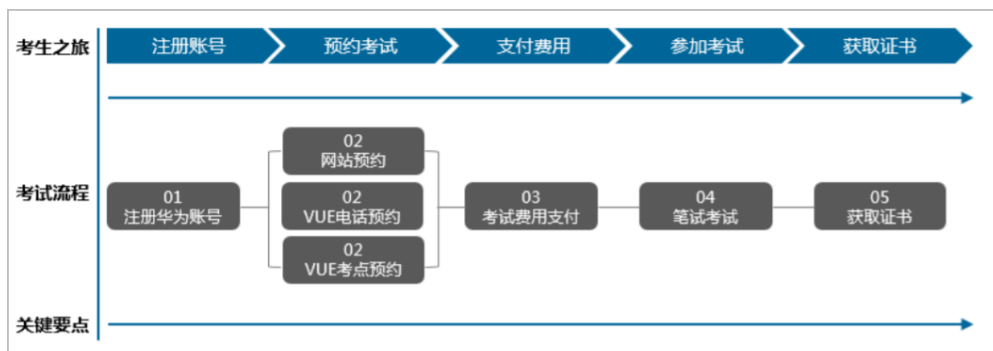 考生之旅
注册账号
预约考试
支付费用
参加考试
获取证书
考试流程
01
注册华为账号
02
网站预约
02
VUE电话预约
02
VUE考点预约
03
考试费用支付
04
笔试考试
05
获取证书
关键要点